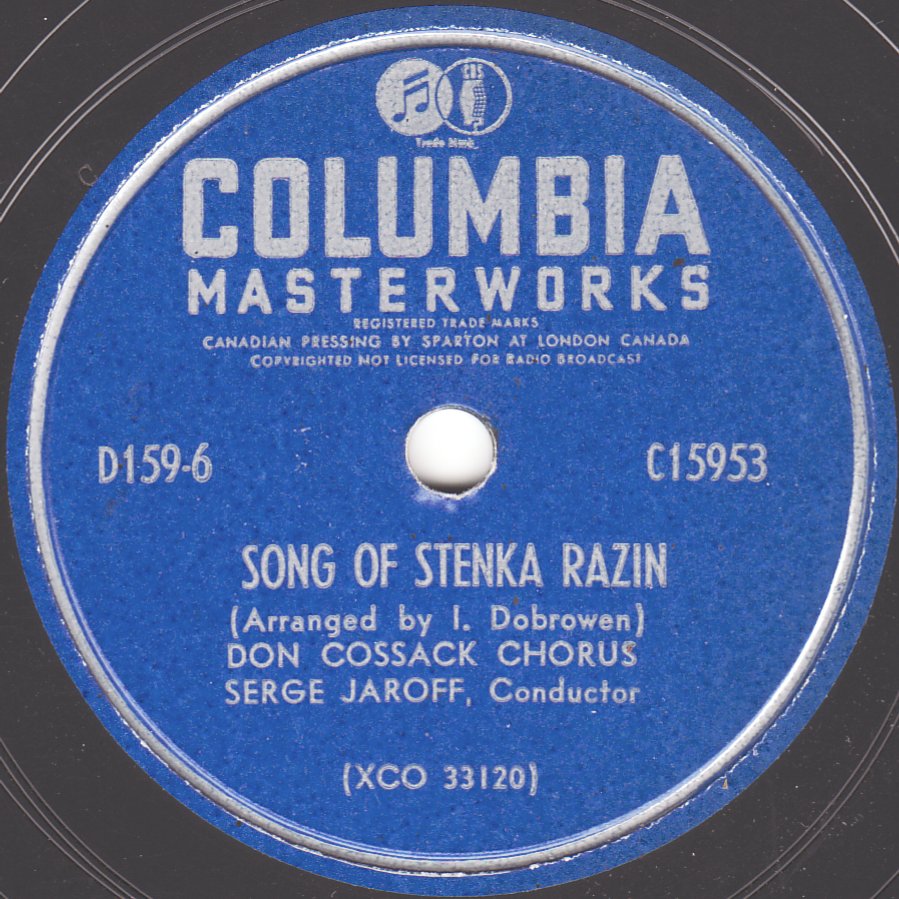 CBS
Trade Mark
COLUMBIA
MASTERWORKS
REGISTERED TRADE MARKS
CANADIAN PRESSING BY SPARTON AT LONDON CANADA
COPYRIGHTED NOT LICENSED FOR RADIO BROADCAST
D159-6 C15953
SONG OF STENKA RAZIN
(Arranged by I. Dobrowen)
DON COSSACK CHORUS
SERGE JAROFF, Conductor
(XCO 33120)